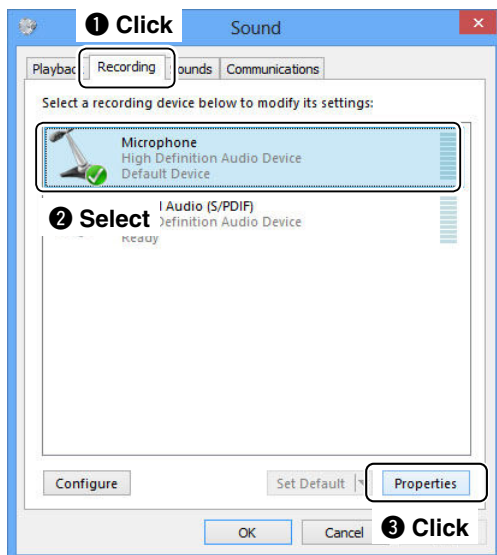 ❶ Click
Sound
Playbac Recording ounds Communications
Select a recording device below to modify its settings:
Microphone
High Definition Audio Device
Default Device
❷ Select
l Audio (S/PDIF)
Definition Audio Device
Ready
Configure Set Default Properties
OK Cancel ❸ Click